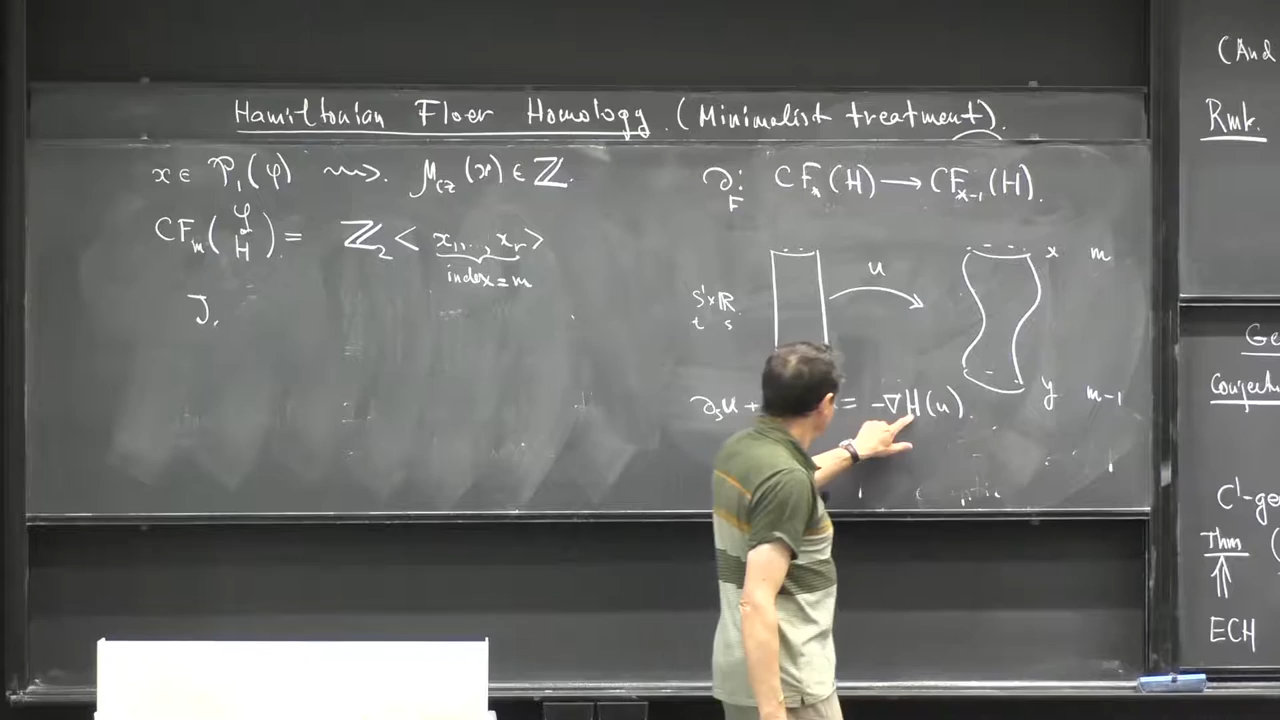 Hamiltonian Floer Homology (Minimalist treatment).
x ∈ 𝒫₁(φ) ⇝ μ_CZ(x) ∈ ℤ.
CF_m(φ H) = ℤ₂ < x₁, ..., x_r >
index = m
J.
∂_F : CF_*(H) → CF_{*-1}(H).
u
x m
S¹ × ℝ
t s
y m-1
∂_s u + = -∇H(u).
(And
Rmk.
Ge
Conject
C¹-ge
Thm (
ECH